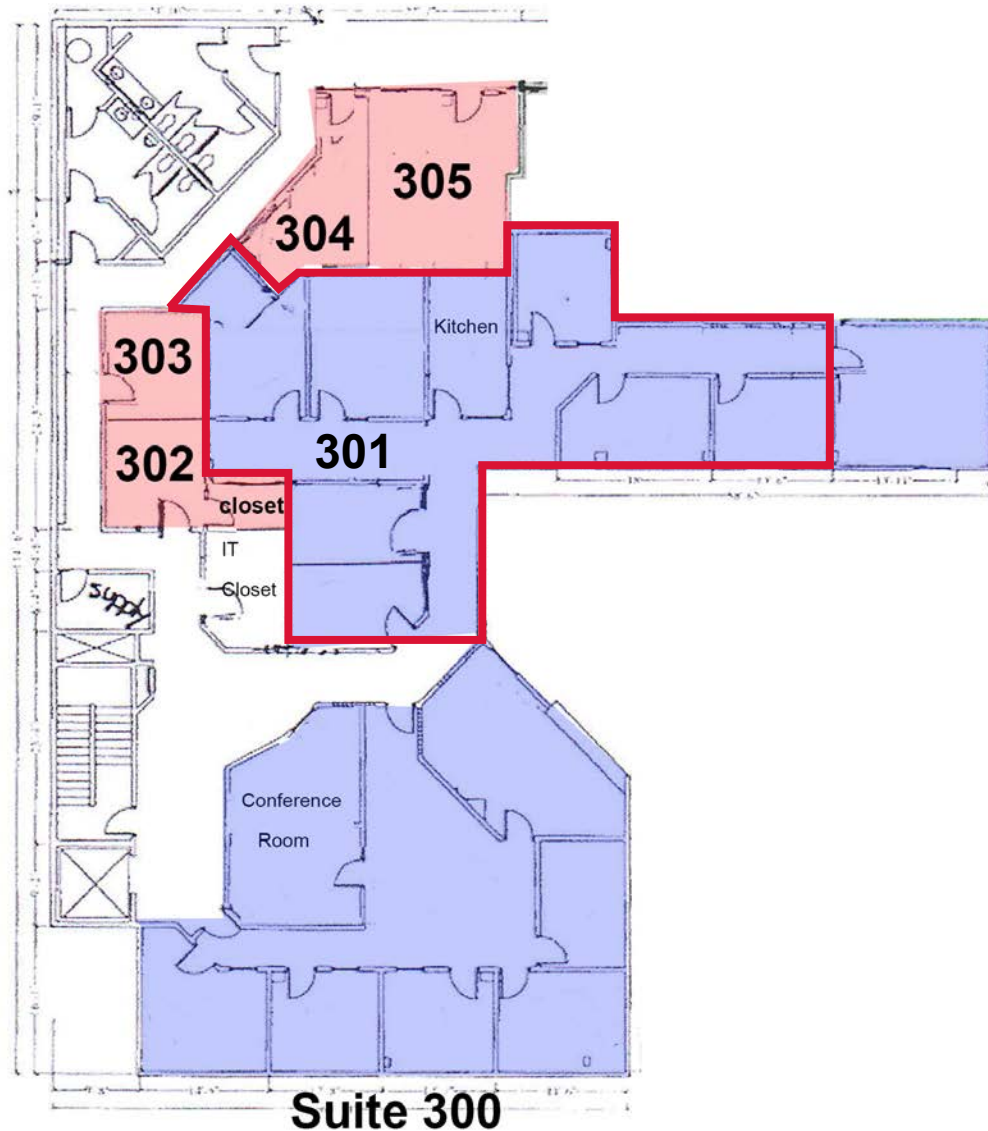 305
304
Kitchen
303
301
302
closet
IT
Closet
supply
Conference
Room
Suite 300